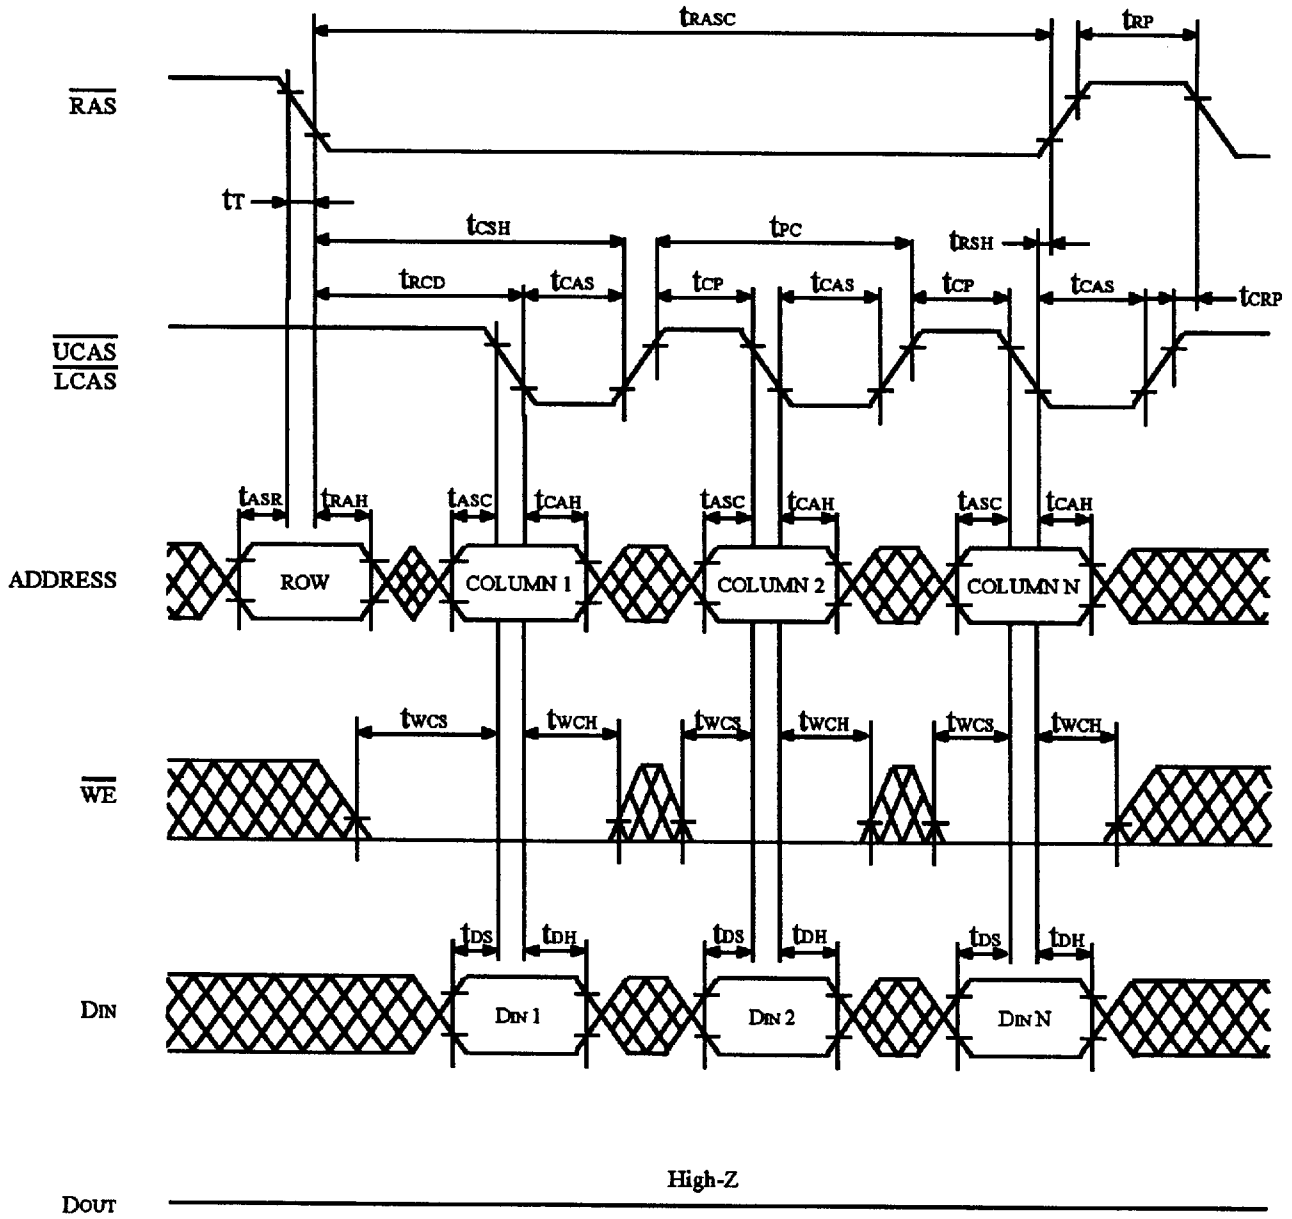 tRASC tRP
RAS
tT
tCSH tPC tRSH
tRCD tCAS tCP tCAS tCP tCAS tCRP
UCAS
LCAS
tASR tRAH tASC tCAH tASC tCAH tASC tCAH
ADDRESS ROW COLUMN 1 COLUMN 2 COLUMN N
tWCS tWCH tWCS tWCH tWCS tWCH
WE
tDS tDH tDS tDH tDS tDH
DIN DIN 1 DIN 2 DIN N
High-Z
DOUT